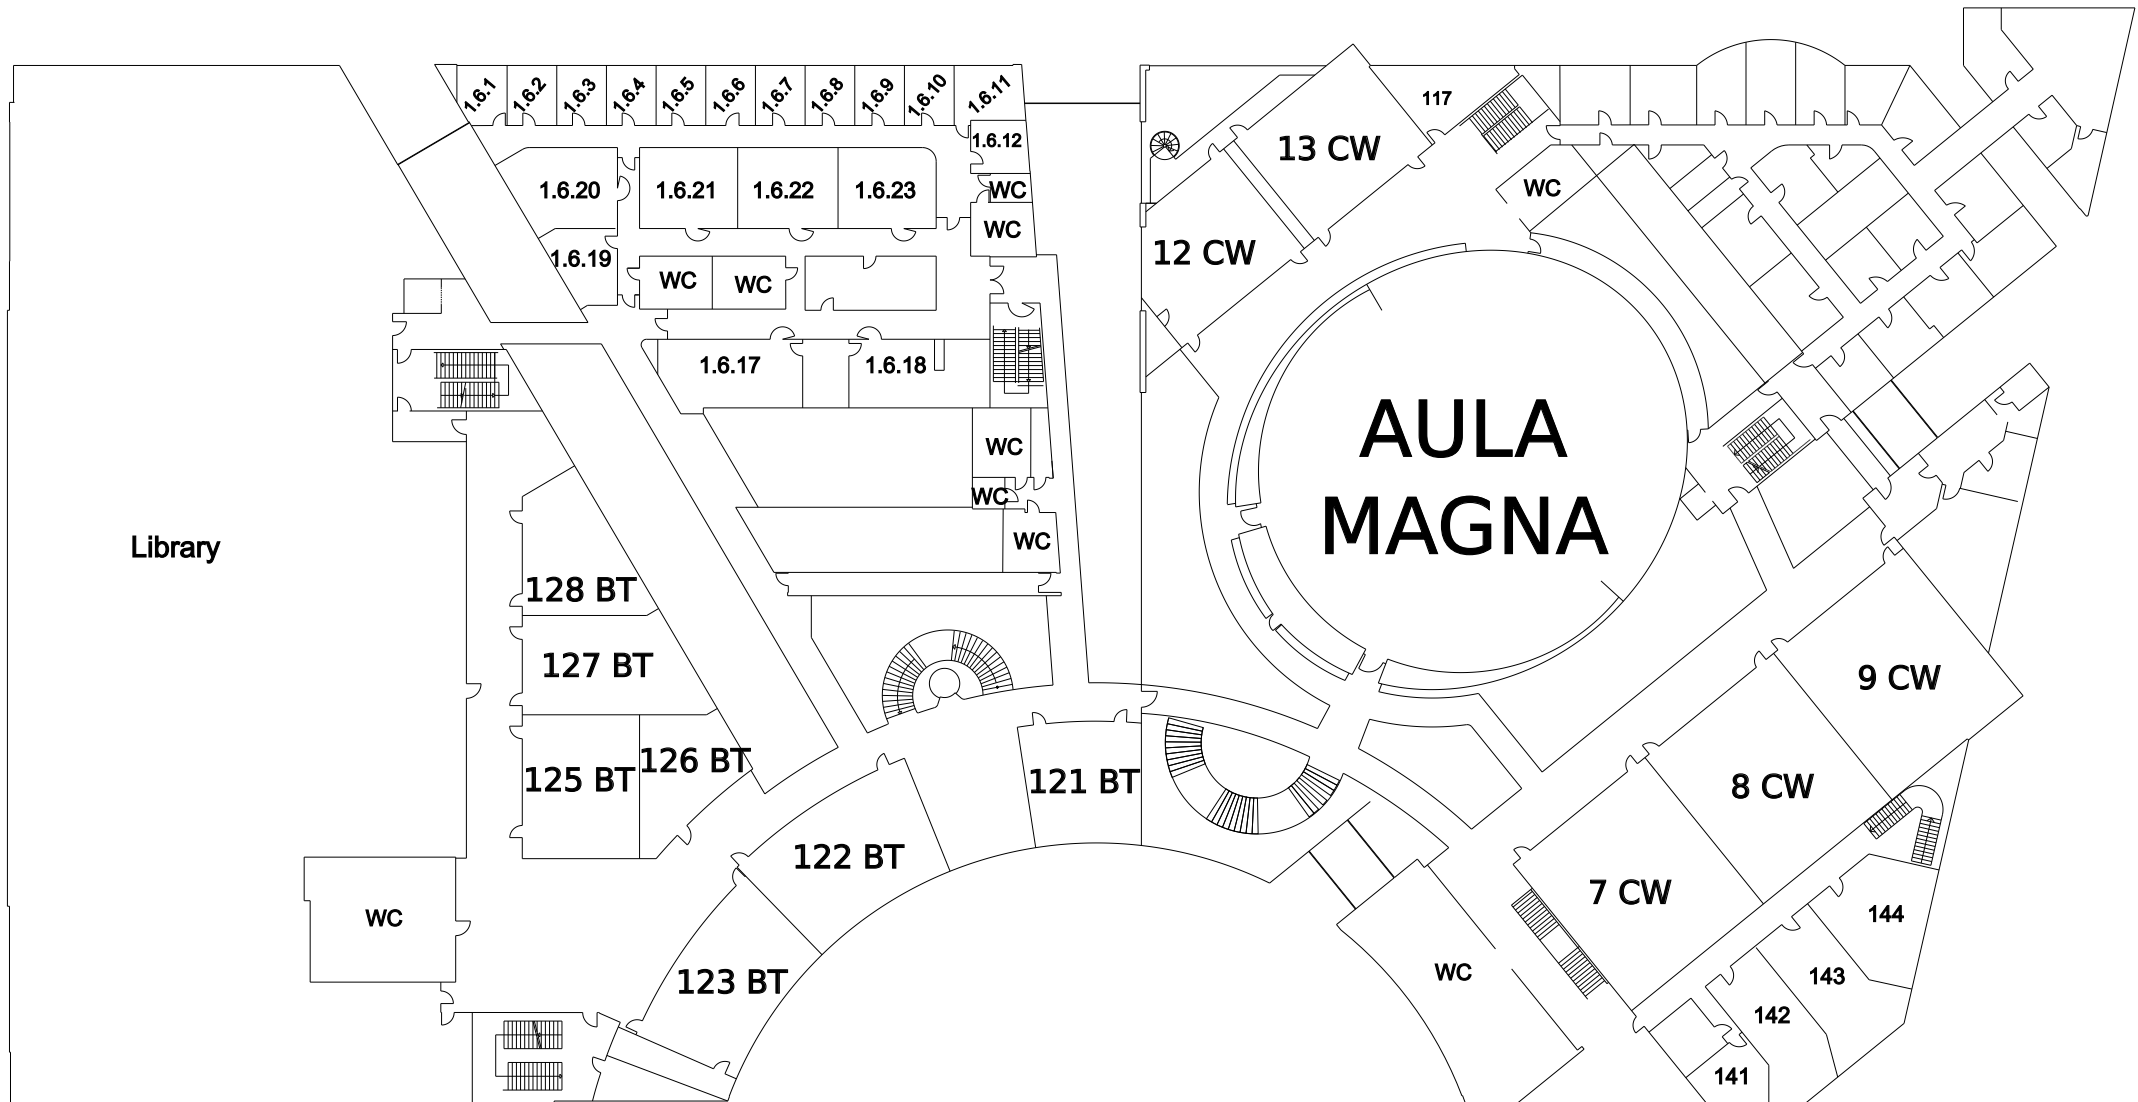 1.6.1
1.6.2
1.6.3
1.6.4
1.6.5
1.6.6
1.6.7
1.6.8
1.6.9
1.6.10
1.6.11
117
1.6.12
13 CW
1.6.20
1.6.21
1.6.22
1.6.23
WC
WC
WC
12 CW
1.6.19
WC
WC
1.6.17
1.6.18
AULA
MAGNA
WC
WC
WC
Library
128 BT
127 BT
9 CW
126 BT
125 BT
121 BT
8 CW
122 BT
7 CW
WC
144
123 BT
WC
143
142
141